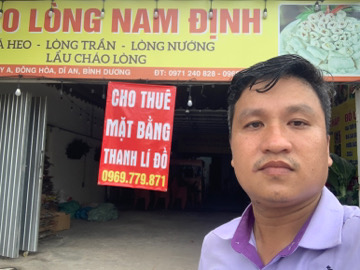 LÒNG NAM ĐỊNH
HEO - LÒNG TRẦN - LÒNG NƯỚNG
LẨU CHÁO LÒNG
A, ĐÔNG HÒA, DĨ AN, BÌNH DƯƠNG ĐT: 0971 240 828
CHO THUÊ
MẶT BẰNG
THANH LÍ ĐỒ
0969.779.871